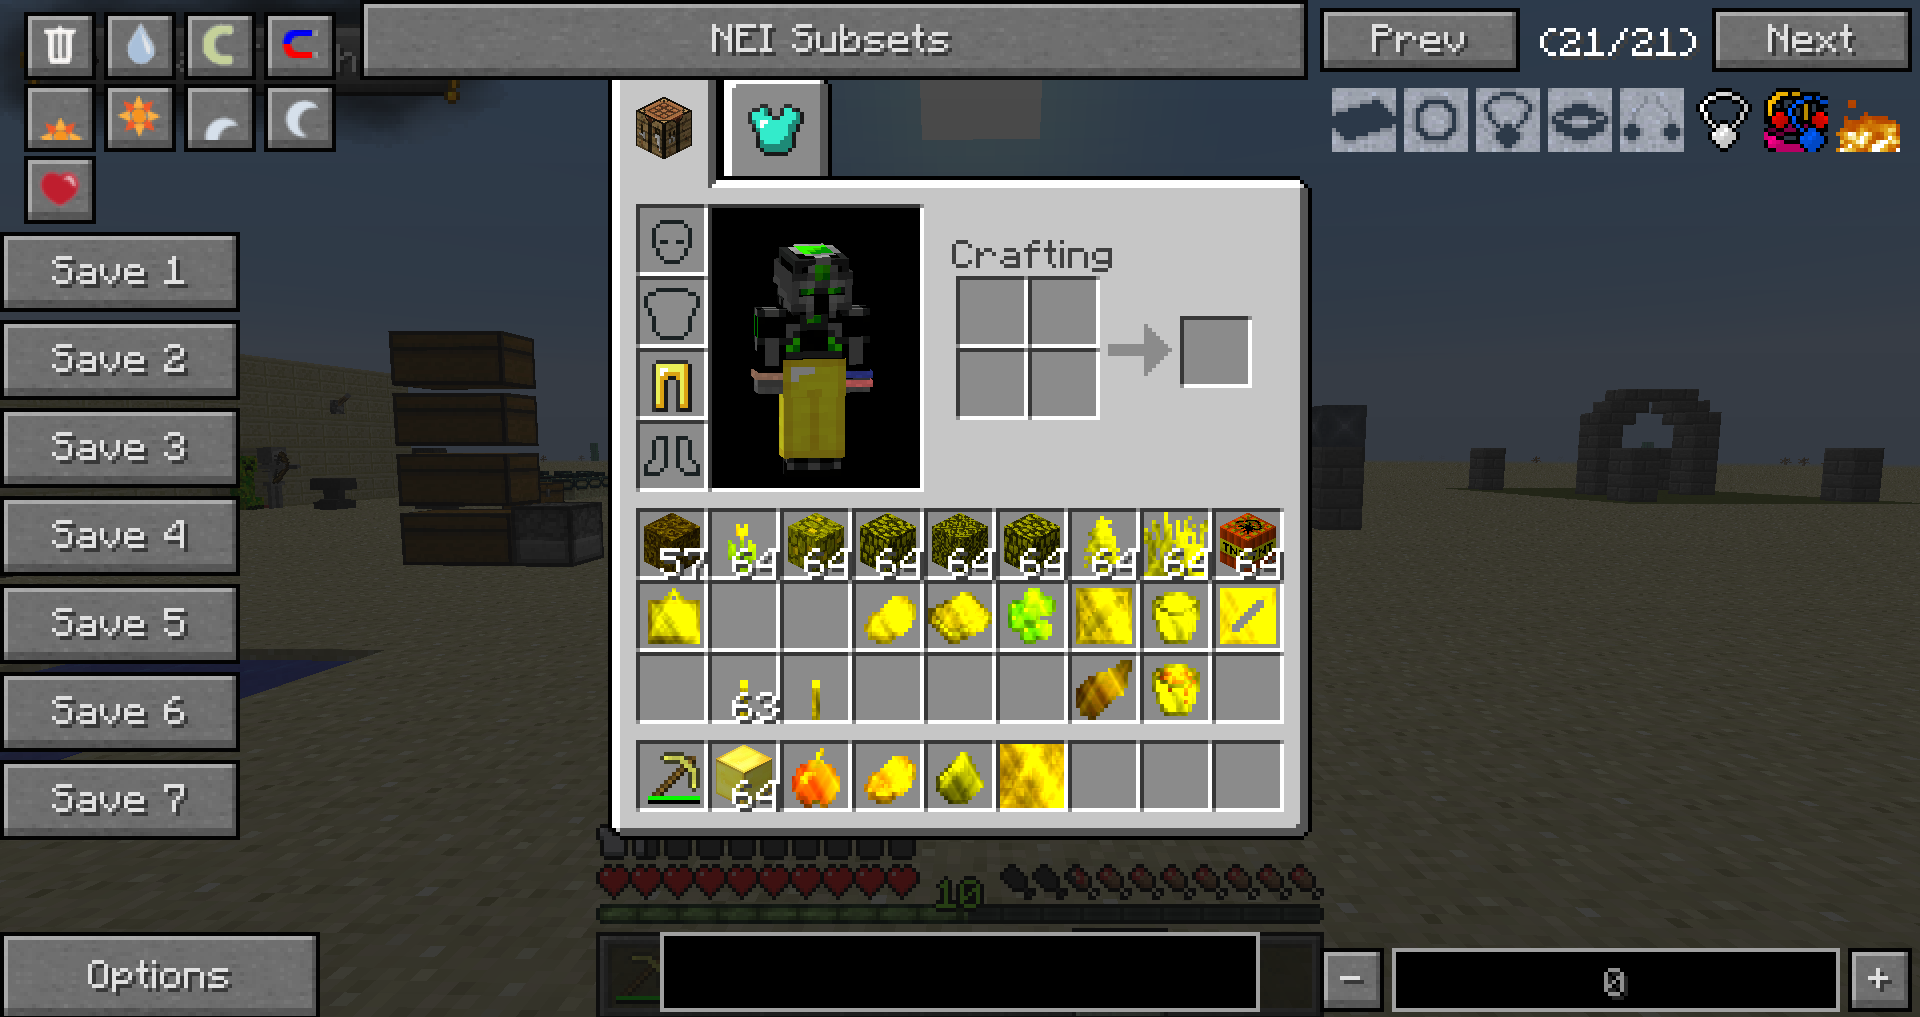 NEI Subsets
Prev
(21/21)
Next
Save 1
Save 2
Save 3
Save 4
Save 5
Save 6
Save 7
Crafting
57 64 64 64 64 64 64 64 64
63
64
10
Options
-
0
+